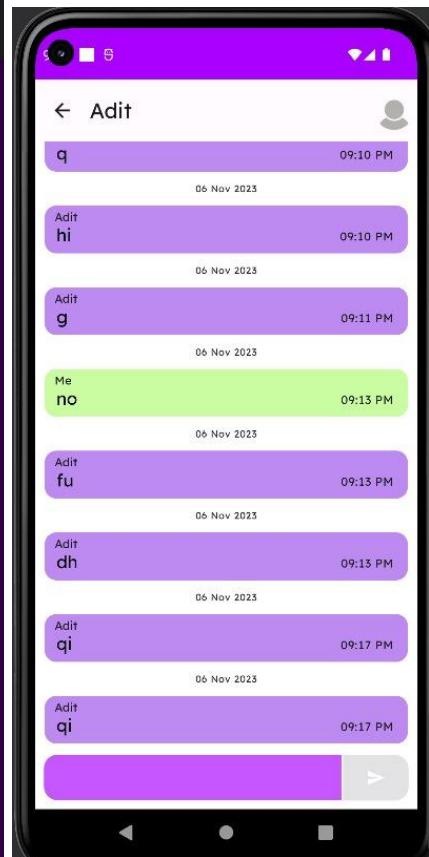 Adit
q
09:10 PM
06 Nov 2023
Adit
hi
09:10 PM
06 Nov 2023
Adit
g
09:11 PM
06 Nov 2023
Me
no
09:13 PM
06 Nov 2023
Adit
fu
09:13 PM
06 Nov 2023
Adit
dh
09:13 PM
06 Nov 2023
Adit
qi
09:17 PM
06 Nov 2023
Adit
qi
09:17 PM